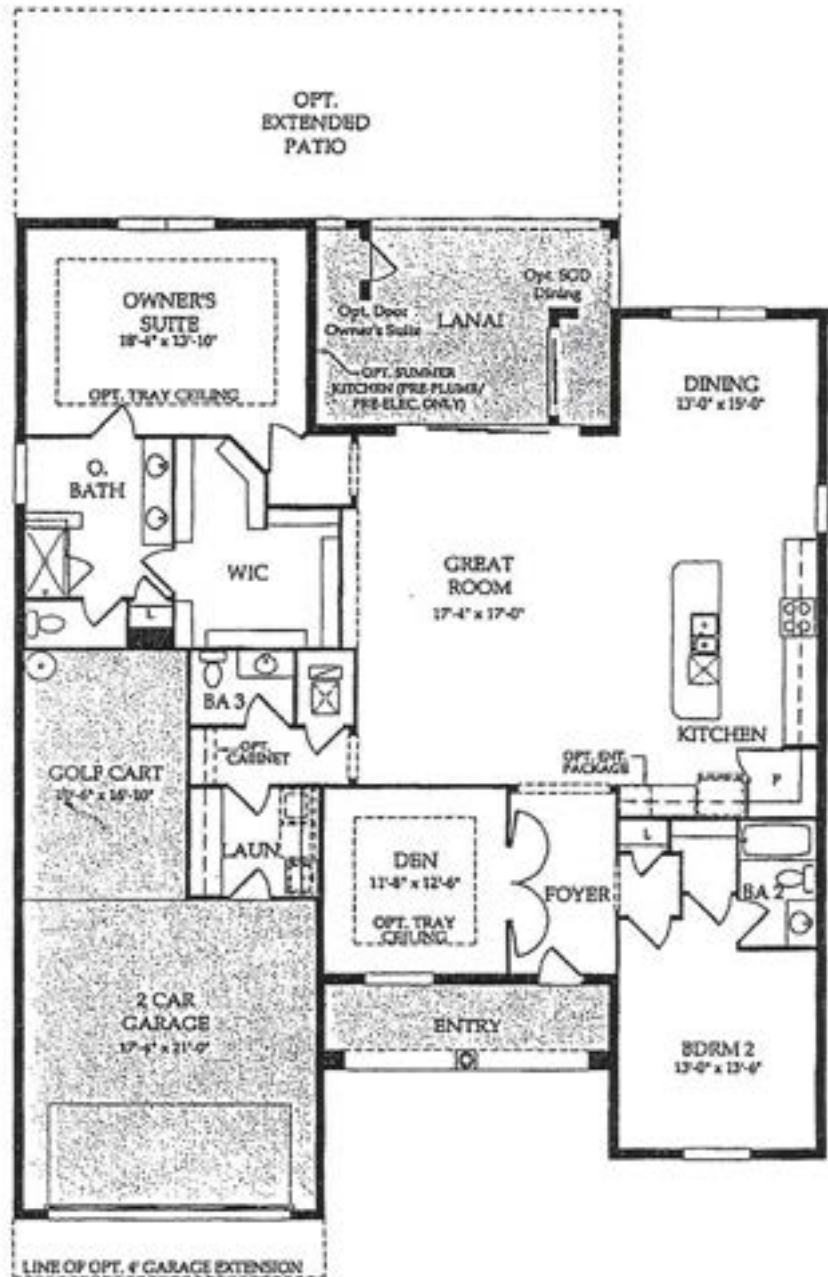 OPT.
EXTENDED
PATIO
OWNER'S
SUITE
18'-4" x 13'-10"
OPT. TRAY CEILING
Opt. Door
Owner's Suite
LANAI
Opt. SGD
Dining
OPT. SUMMER
KITCHEN (PRE-PLUMB/
PRE-ELEC. ONLY)
DINING
13'-0" x 15'-0"
O.
BATH
WIC
L
GREAT
ROOM
17'-4" x 17'-0"
KITCHEN
BA 3
OPT.
CABINET
GOLF CART
OPT. ENT.
PACKAGE
P
LAUN
DEN
11'-8" x 12'-6"
OPT. TRAY
CEILING
FOYER
L
BA 2
2 CAR
GARAGE
17'-6" x 21'-0"
ENTRY
BDRM 2
13'-0" x 13'-6"
LINE OF OPT. 4' GARAGE EXTENSION